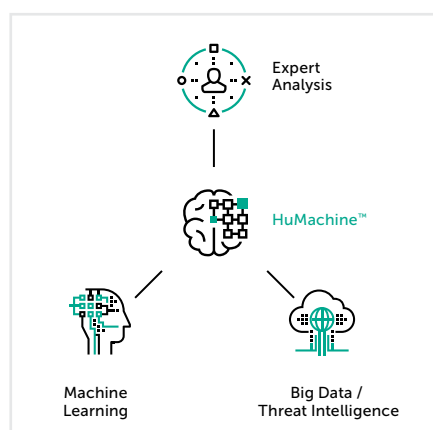 Expert
Analysis
HuMachine™
Machine
Learning
Big Data /
Threat Intelligence